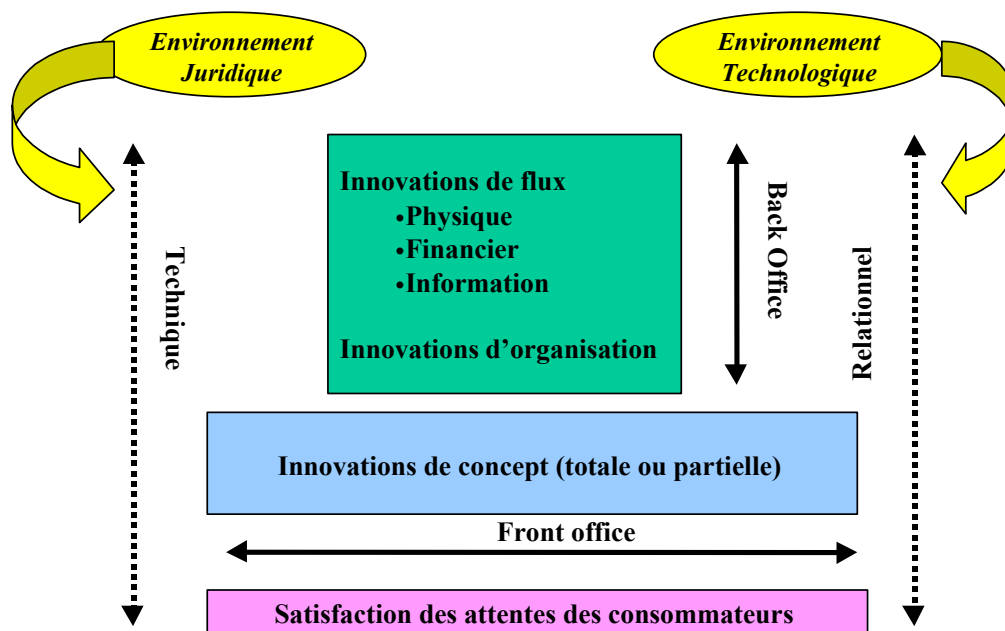 Environnement
Juridique
Environnement
Technologique
Innovations de flux
•Physique
•Financier
•Information
Innovations d’organisation
Back Office
Technique
Relationnel
Innovations de concept (totale ou partielle)
Front office
Satisfaction des attentes des consommateurs